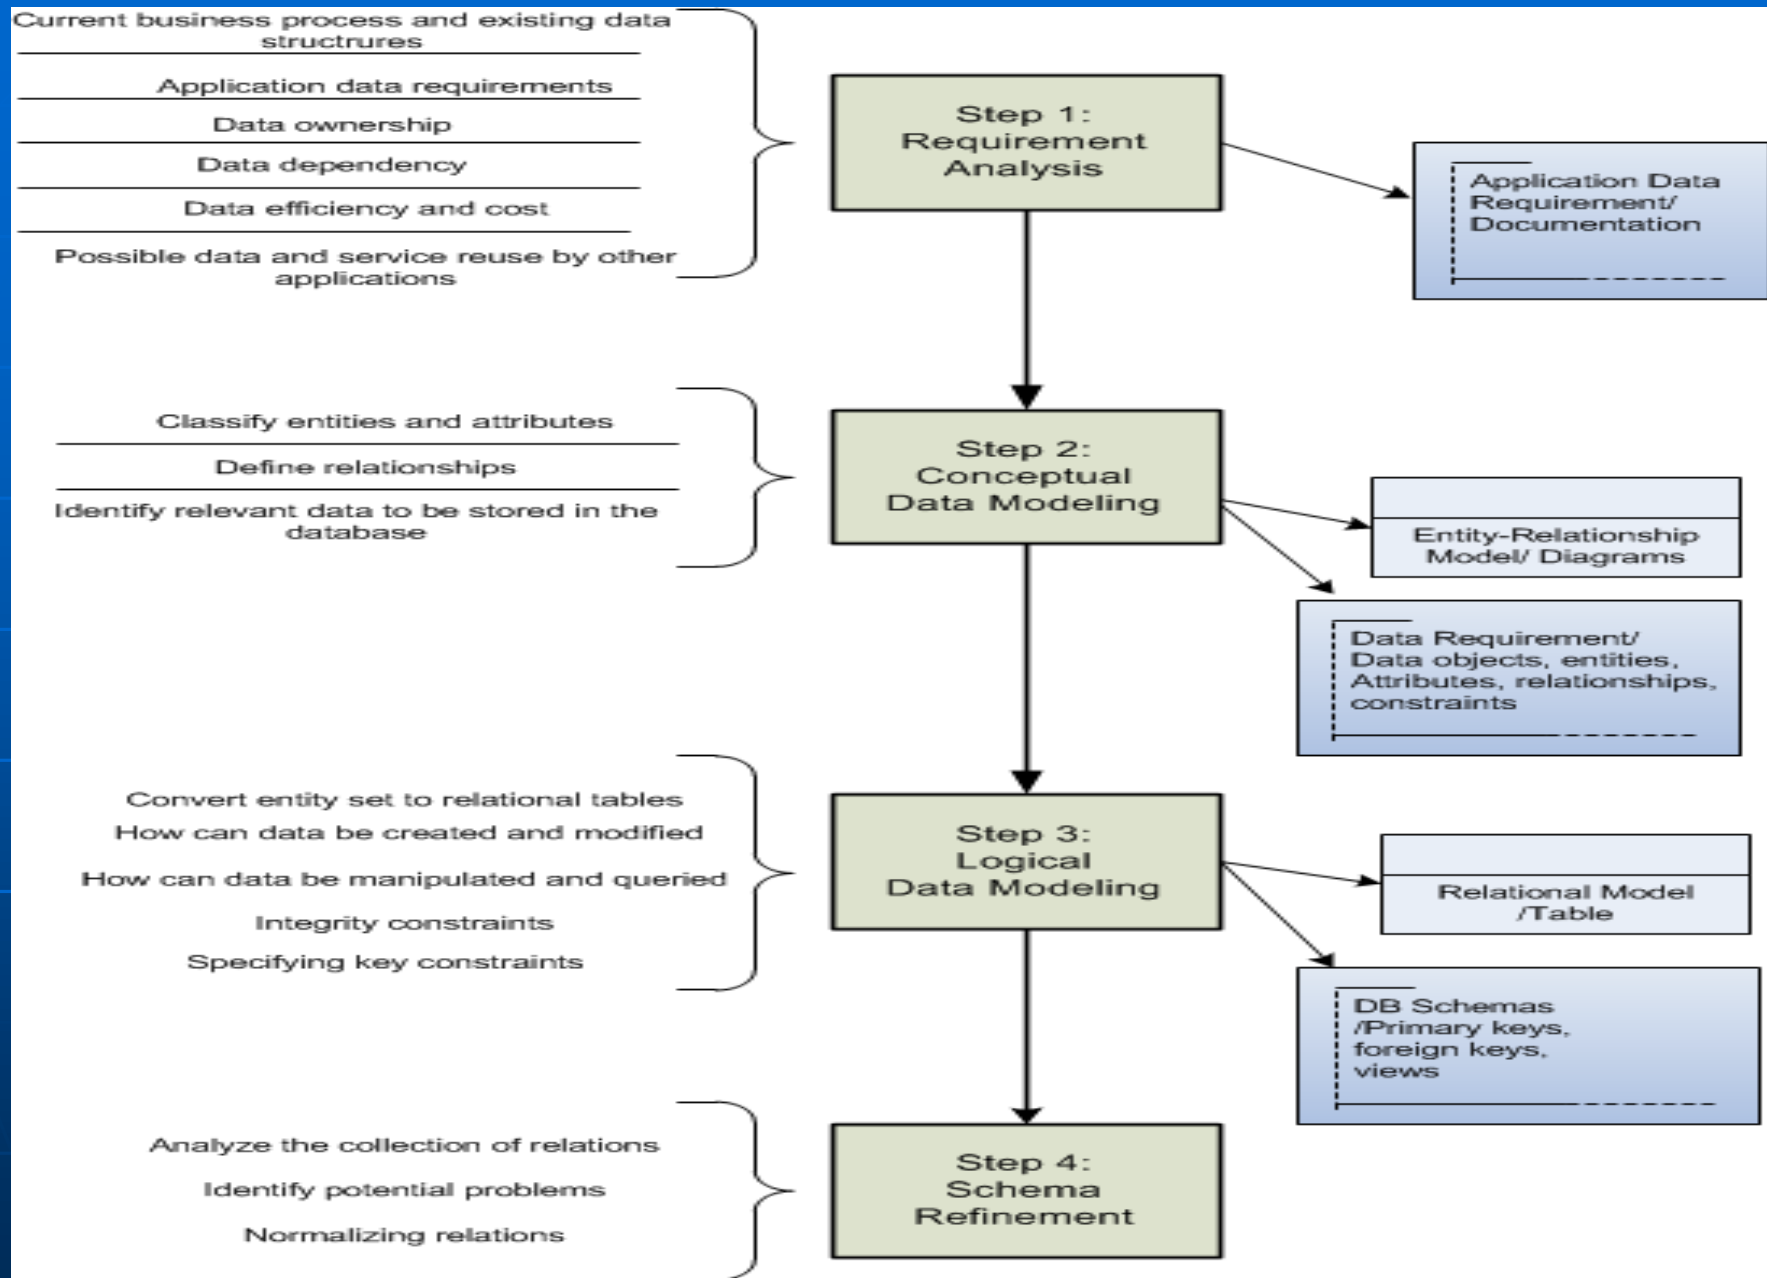 Current business process and existing data
structrures
Application data requirements
Data ownership
Data dependency
Data efficiency and cost
Possible data and service reuse by other
applications
Step 1:
Requirement
Analysis
Application Data
Requirement/
Documentation
Classify entities and attributes
Define relationships
Identify relevant data to be stored in the
database
Step 2:
Conceptual
Data Modeling
Entity-Relationship
Model/ Diagrams
Data Requirement/
Data objects, entities,
Attributes, relationships,
constraints
Convert entity set to relational tables
How can data be created and modified
How can data be manipulated and queried
Integrity constraints
Specifying key constraints
Step 3:
Logical
Data Modeling
Relational Model
/Table
DB Schemas
/Primary keys,
foreign keys,
views
Analyze the collection of relations
Identify potential problems
Normalizing relations
Step 4:
Schema
Refinement